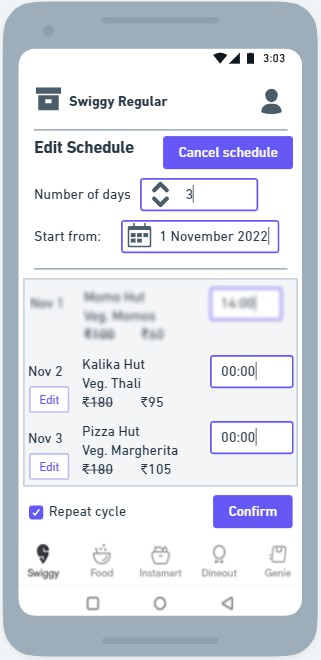 3:03
Swiggy Regular
Edit Schedule
Cancel schedule
Number of days 3
Start from: 1 November 2022
Nov 1 Momo Hut 14:00
Veg. Momos
₹100 ₹60
Nov 2 Kalika Hut 00:00
Veg. Thali
Edit ₹180 ₹95
Nov 3 Pizza Hut 00:00
Veg. Margherita
Edit ₹180 ₹105
Repeat cycle Confirm
Swiggy Food Instamart Dineout Genie